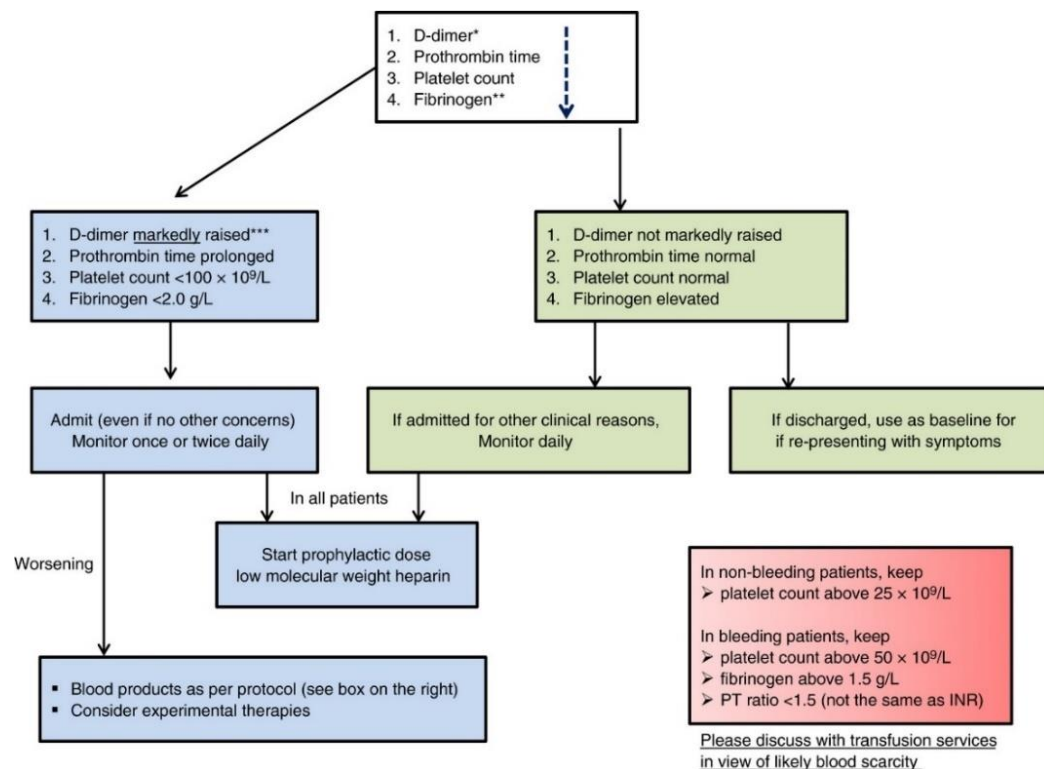 1. D-dimer*
2. Prothrombin time
3. Platelet count
4. Fibrinogen**
1. D-dimer markedly raised***
2. Prothrombin time prolonged
3. Platelet count <100 × 10⁹/L
4. Fibrinogen <2.0 g/L
1. D-dimer not markedly raised
2. Prothrombin time normal
3. Platelet count normal
4. Fibrinogen elevated
Admit (even if no other concerns)
Monitor once or twice daily
If admitted for other clinical reasons,
Monitor daily
If discharged, use as baseline for
if re-presenting with symptoms
In all patients
Worsening
Start prophylactic dose
low molecular weight heparin
▪ Blood products as per protocol (see box on the right)
▪ Consider experimental therapies
In non-bleeding patients, keep
➢ platelet count above 25 × 10⁹/L
In bleeding patients, keep
➢ platelet count above 50 × 10⁹/L
➢ fibrinogen above 1.5 g/L
➢ PT ratio <1.5 (not the same as INR)
Please discuss with transfusion services
in view of likely blood scarcity